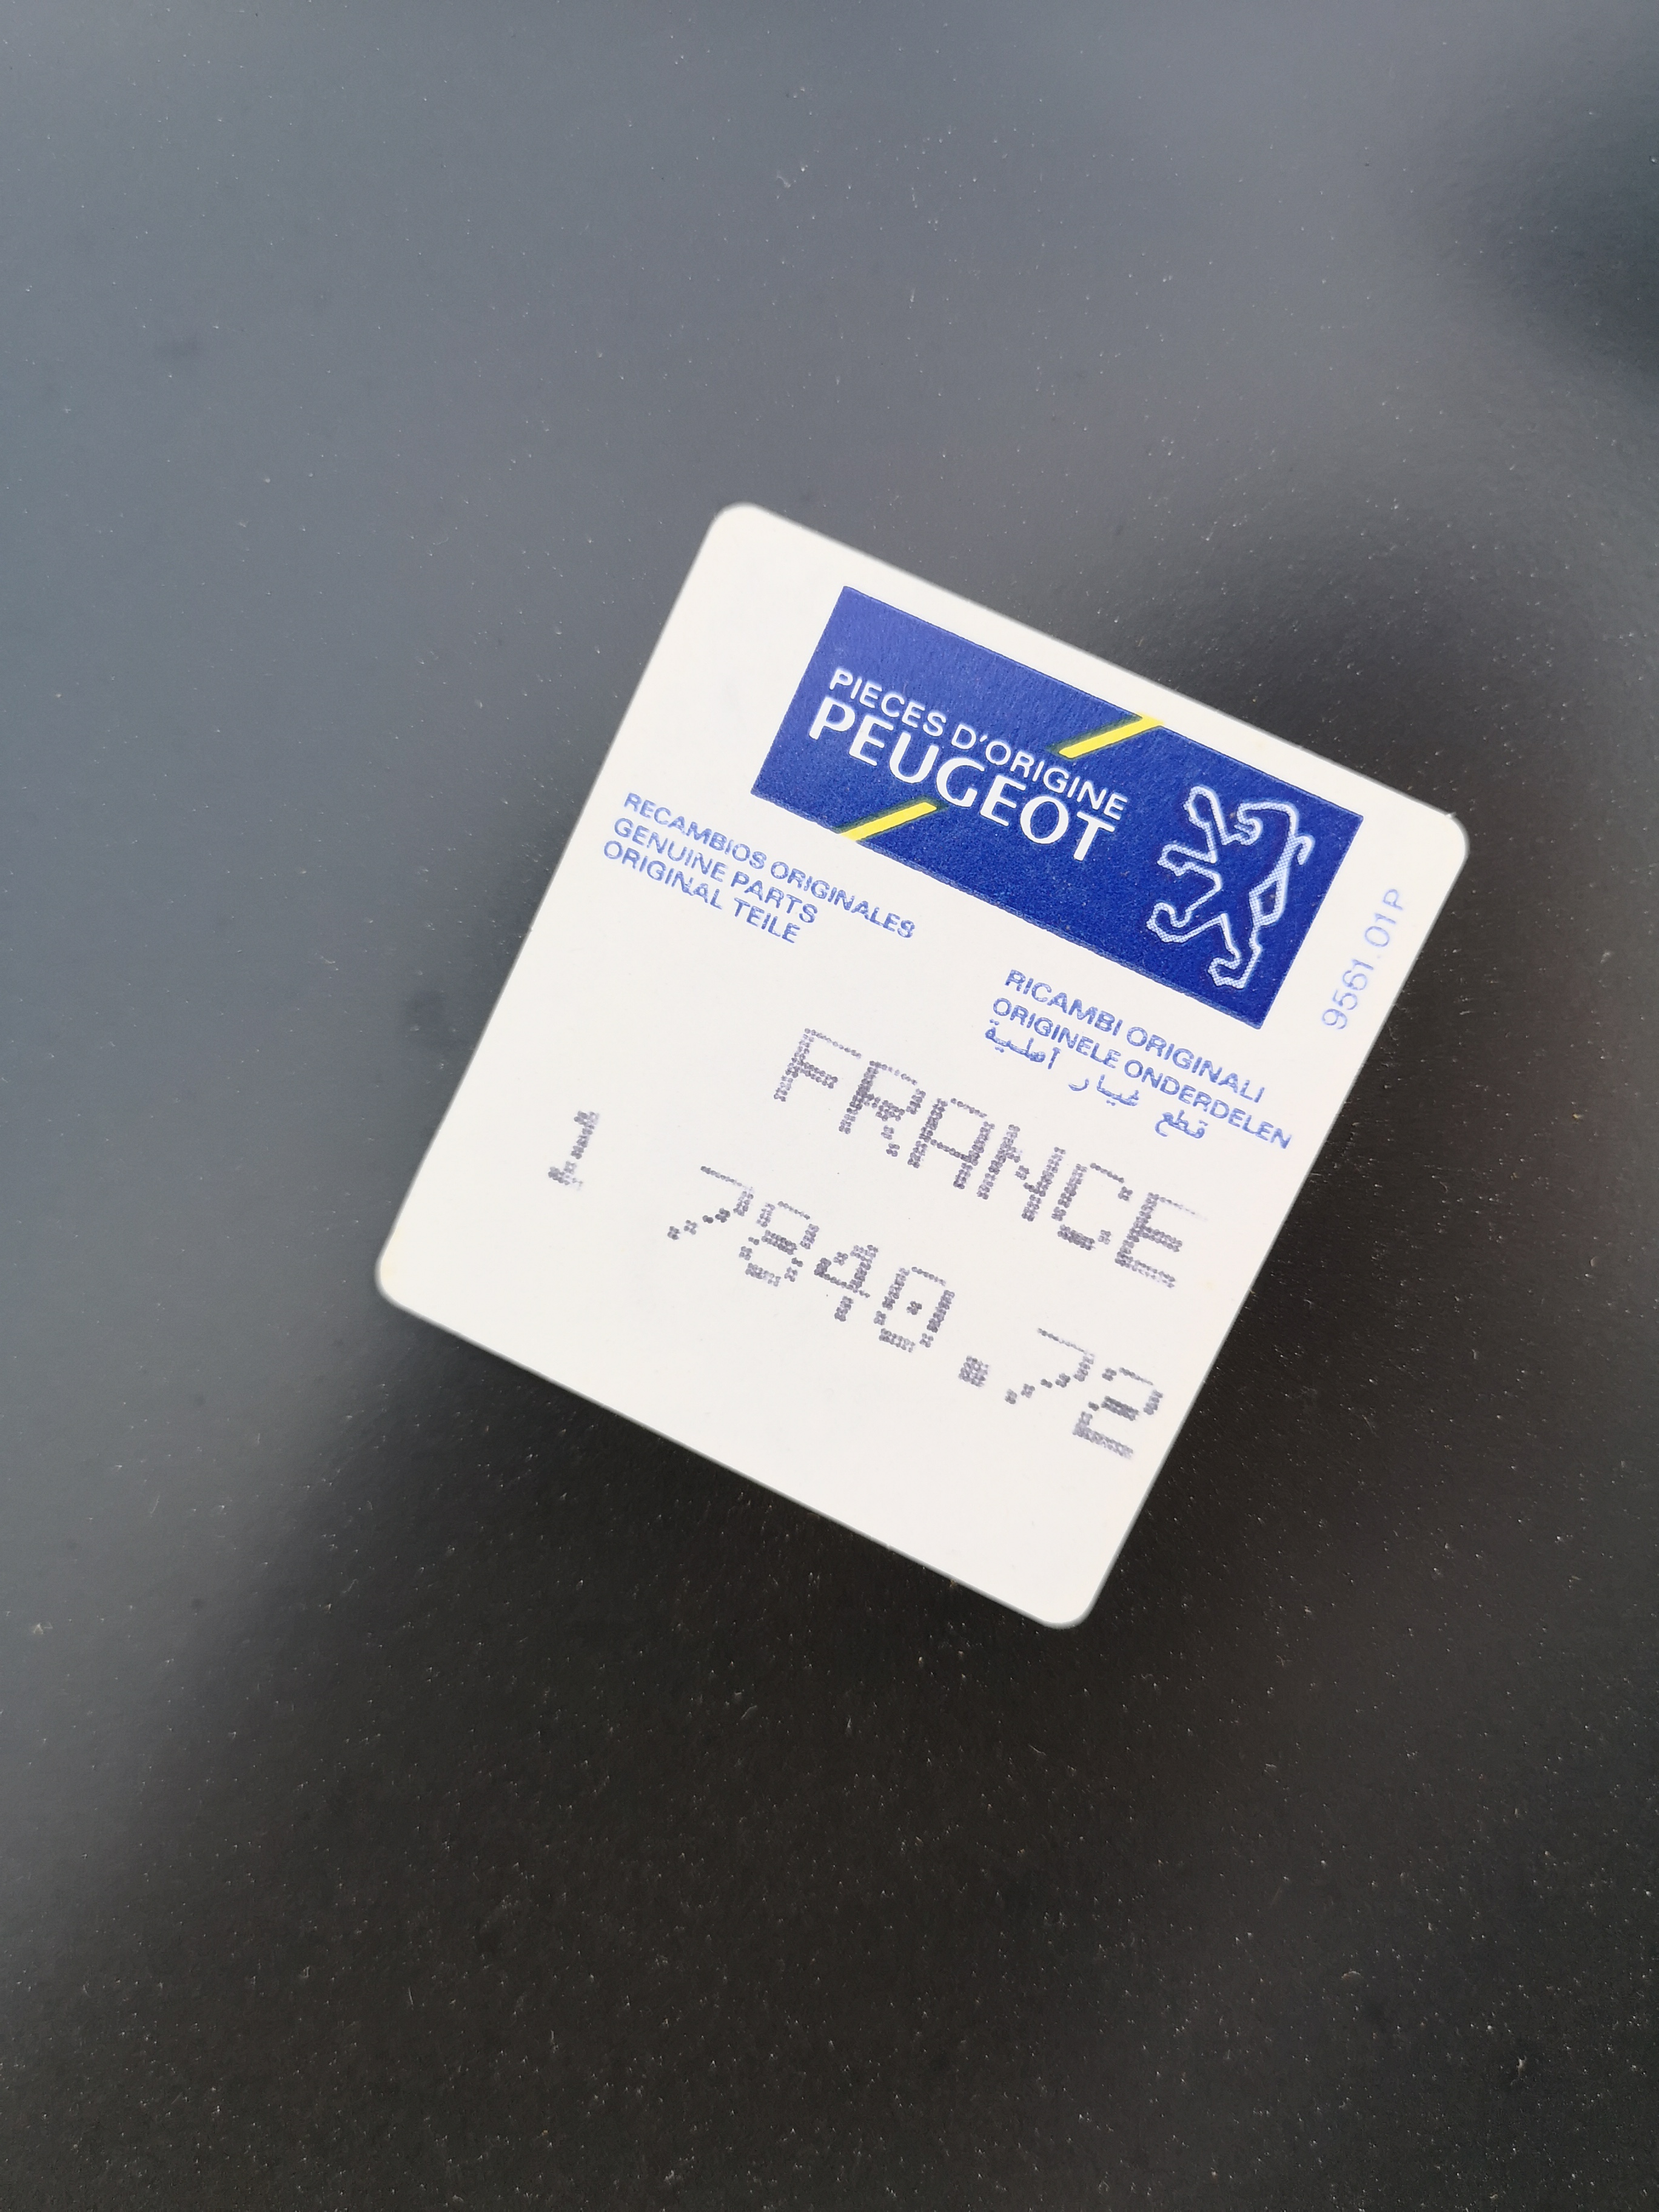 PIECES D'ORIGINE
PEUGEOT
RECAMBIOS ORIGINALES
GENUINE PARTS
ORIGINAL TEILE
RICAMBI ORIGINALI
ORIGINELE ONDERDELEN
قطع غيار أصلية
9561.01P
FRANCE
1 7840.72